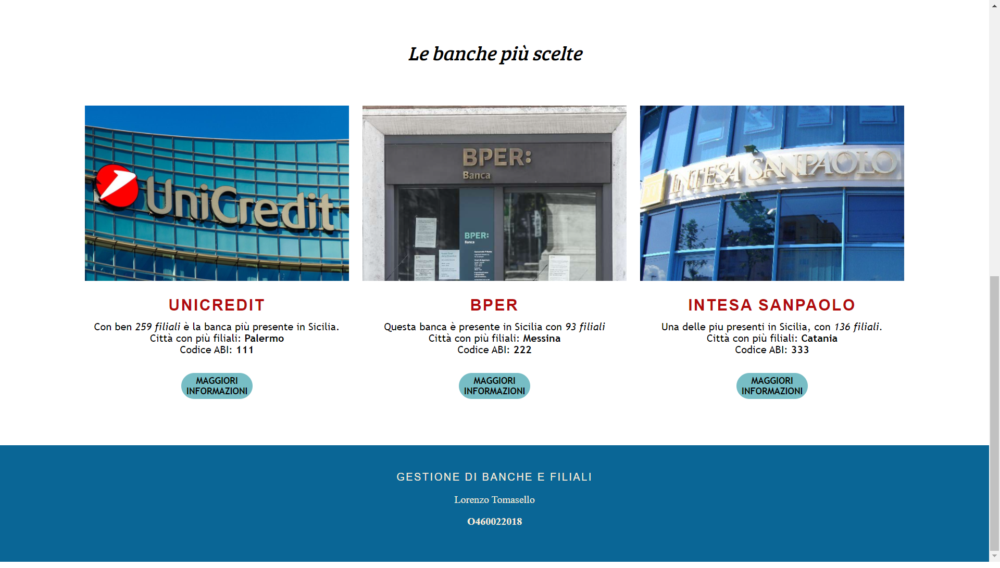 Le banche più scelte
UniCredit
BPER:
Banca
BPER:
Banca
INTESA SANPAOLO
UNICREDIT
Con ben 259 filiali è la banca più presente in Sicilia.
Città con più filiali: Palermo
Codice ABI: 111
MAGGIORI
INFORMAZIONI
BPER
Questa banca è presente in Sicilia con 93 filiali
Città con più filiali: Messina
Codice ABI: 222
MAGGIORI
INFORMAZIONI
INTESA SANPAOLO
Una delle piu presenti in Sicilia, con 136 filiali.
Città con più filiali: Catania
Codice ABI: 333
MAGGIORI
INFORMAZIONI
GESTIONE DI BANCHE E FILIALI
Lorenzo Tomasello
O460022018